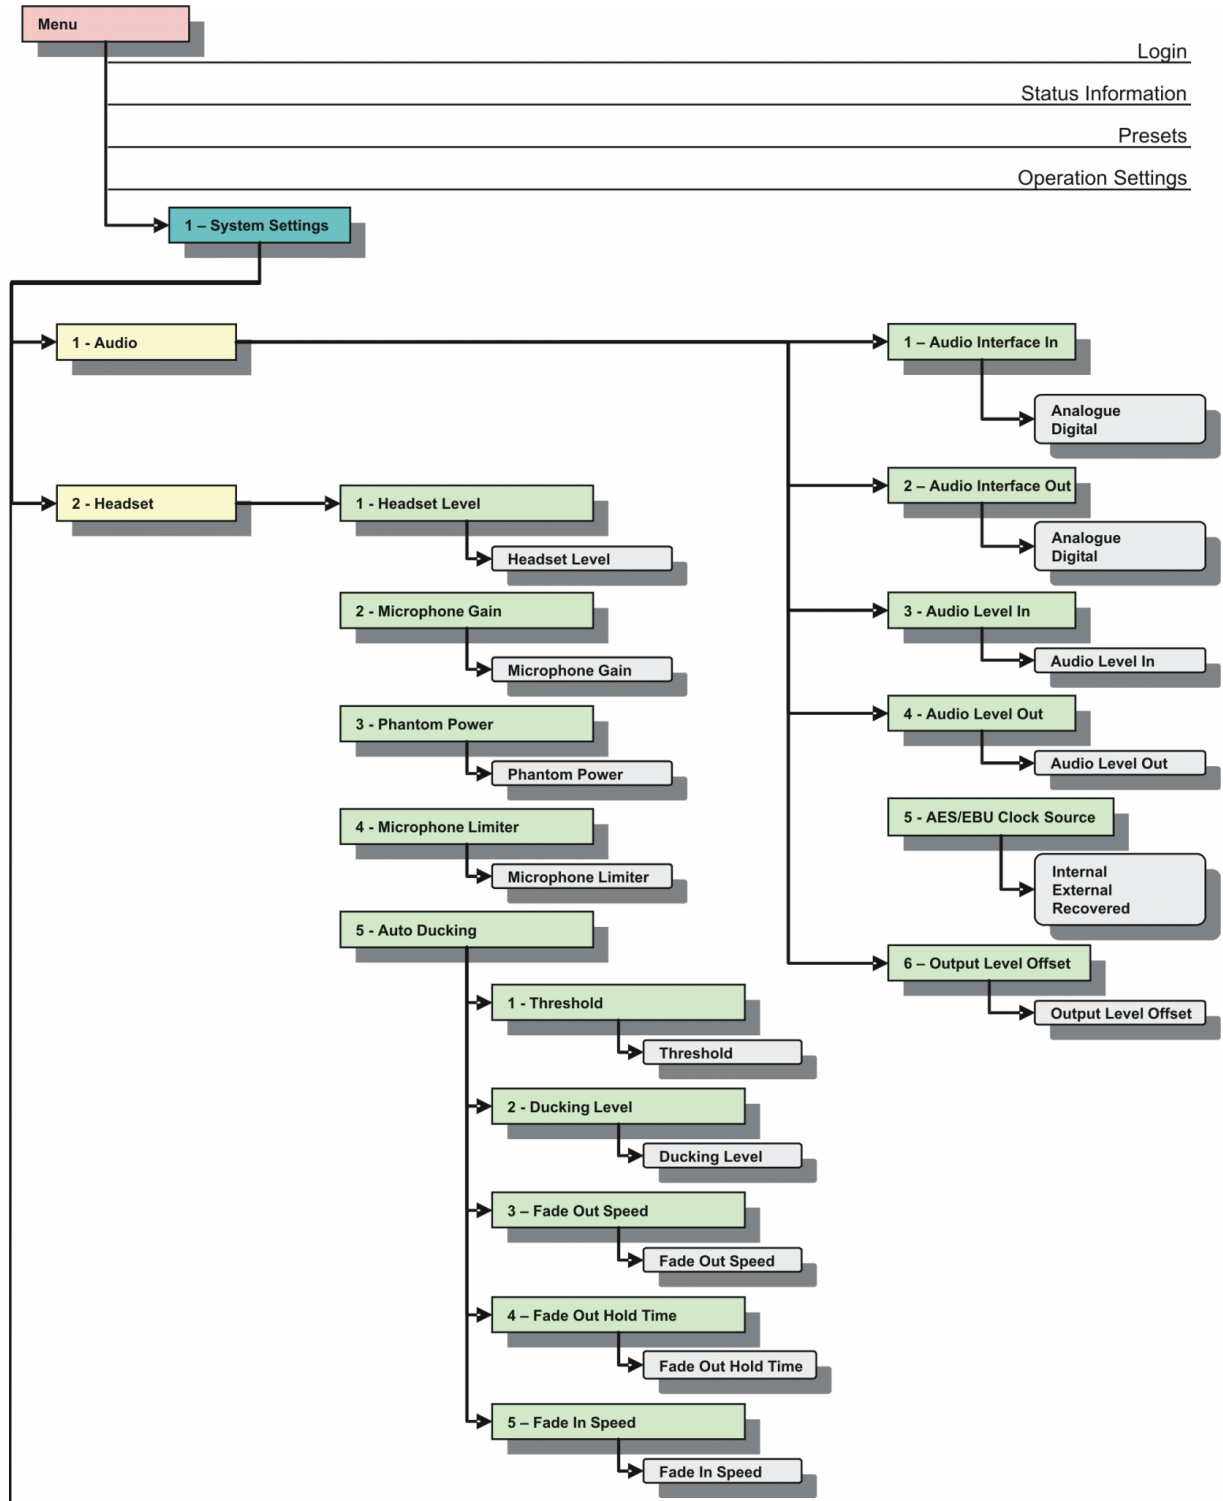 Menu
Login
Status Information
Presets
Operation Settings
1 – System Settings
1 - Audio
1 – Audio Interface In
Analogue
Digital
2 – Audio Interface Out
Analogue
Digital
3 - Audio Level In
Audio Level In
4 - Audio Level Out
Audio Level Out
5 - AES/EBU Clock Source
Internal
External
Recovered
6 – Output Level Offset
Output Level Offset
2 - Headset
1 - Headset Level
Headset Level
2 - Microphone Gain
Microphone Gain
3 - Phantom Power
Phantom Power
4 - Microphone Limiter
Microphone Limiter
5 - Auto Ducking
1 - Threshold
Threshold
2 - Ducking Level
Ducking Level
3 – Fade Out Speed
Fade Out Speed
4 – Fade Out Hold Time
Fade Out Hold Time
5 – Fade In Speed
Fade In Speed